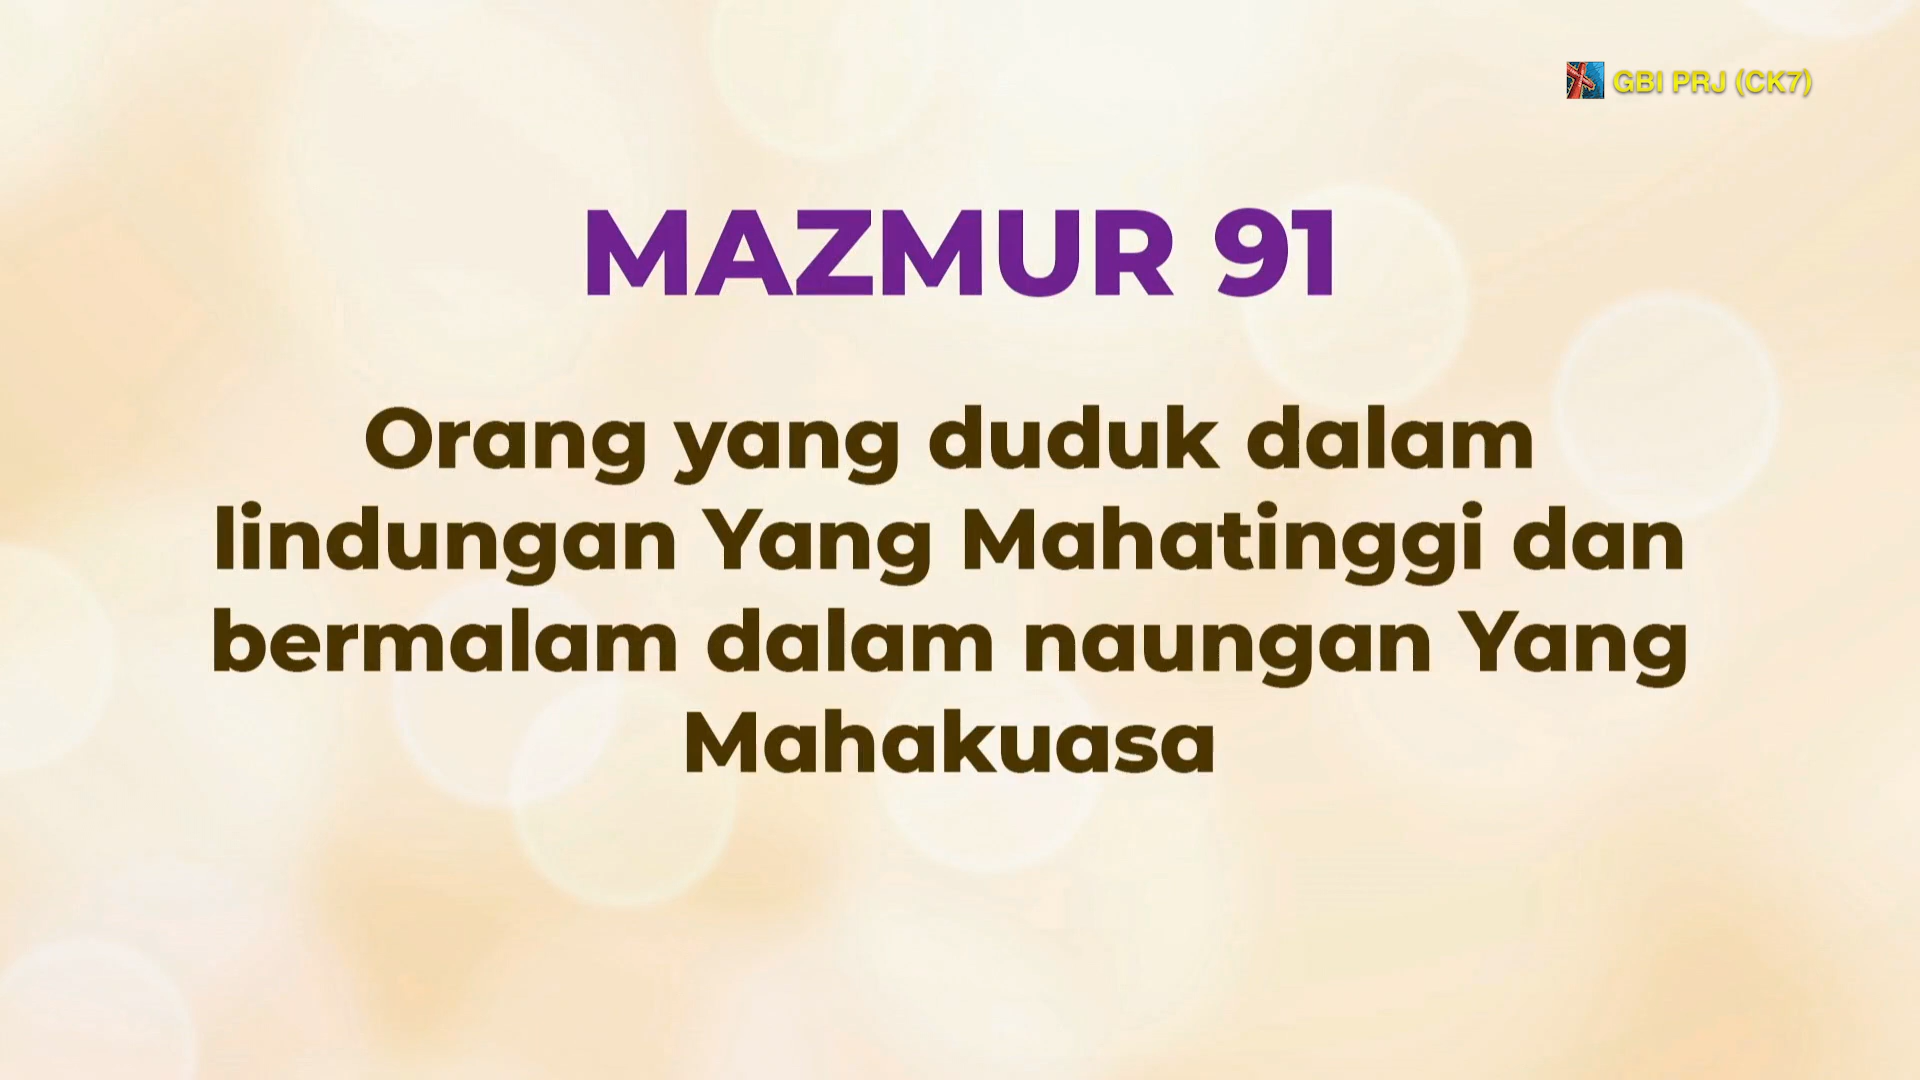 GBI PRJ (CK7)
MAZMUR 91
Orang yang duduk dalam
lindungan Yang Mahatinggi dan
bermalam dalam naungan Yang
Mahakuasa